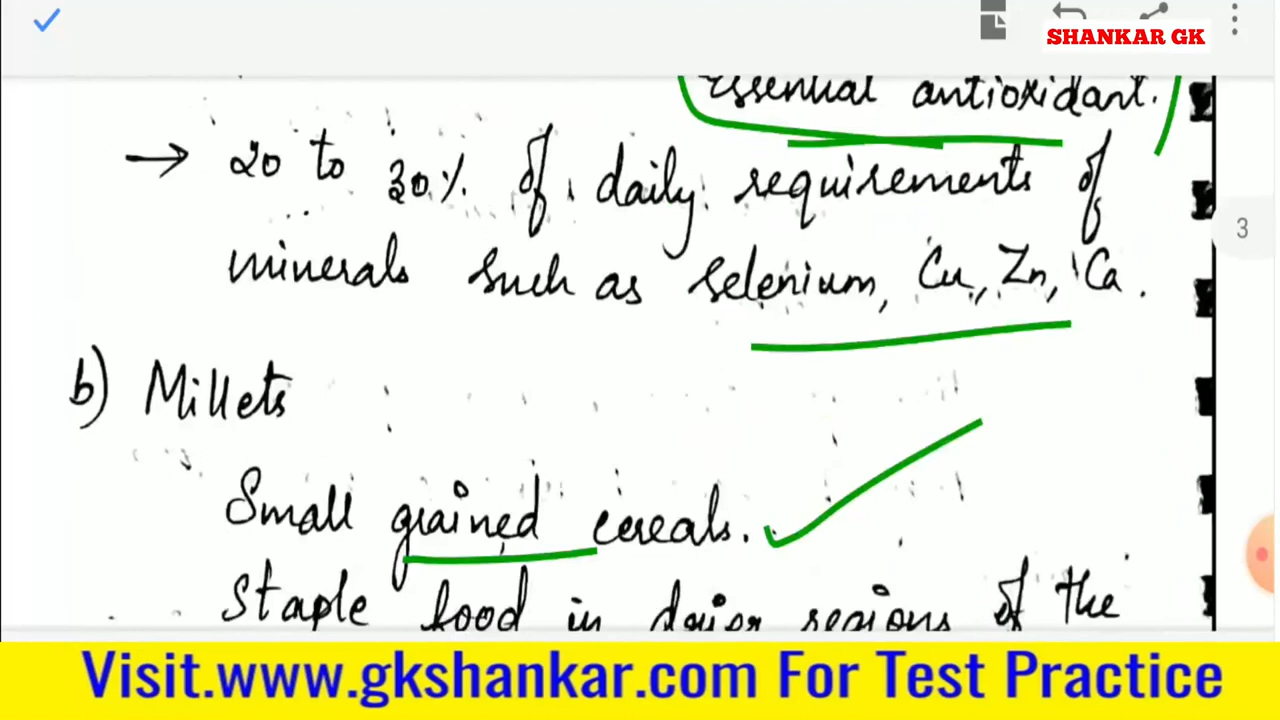 SHANKAR GK
Essential antioxidant.
→ 20 to 30% of daily requirements of
3
minerals such as selenium, Cu, Zn, Ca.
b) Millets
Small grained cereals.
Staple food in drier regions of the
Visit.www.gkshankar.com For Test Practice